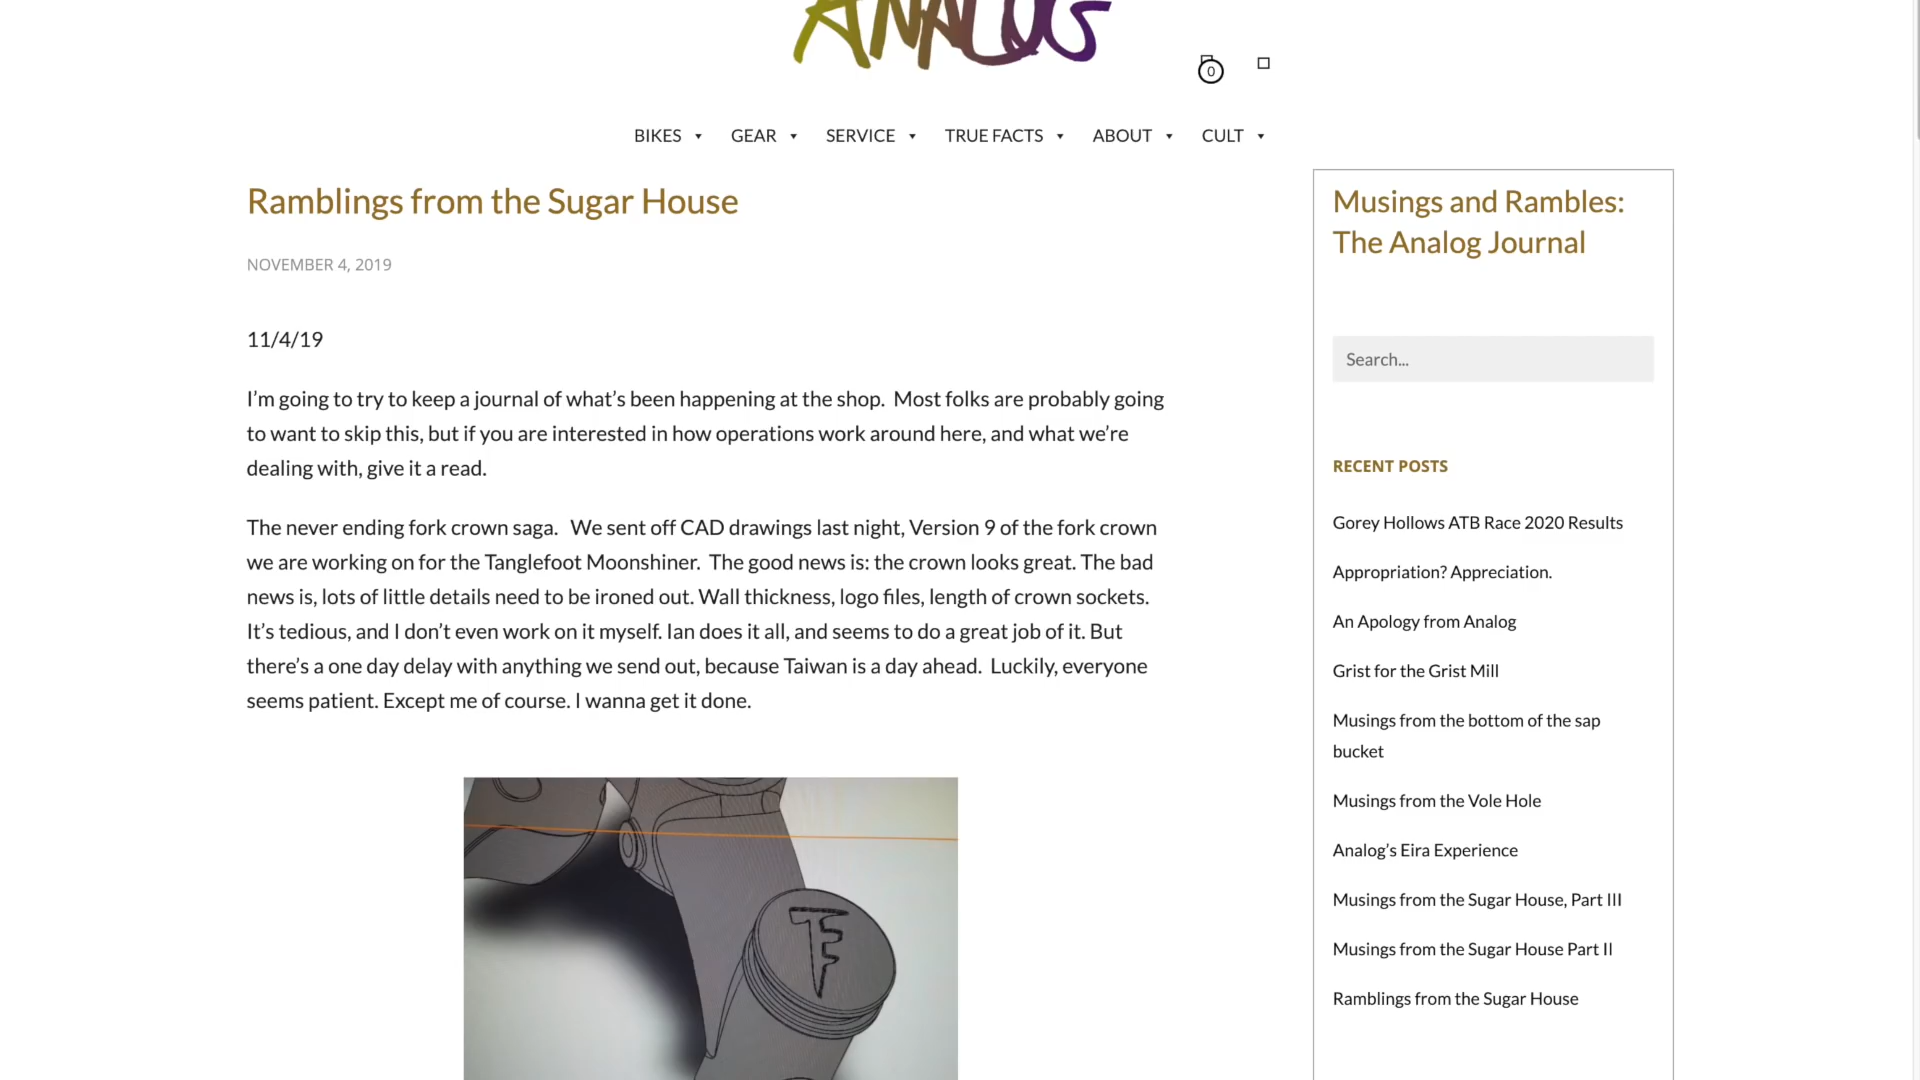 ANALOG
0
BIKES
GEAR
SERVICE
TRUE FACTS
ABOUT
CULT
Ramblings from the Sugar House
NOVEMBER 4, 2019
11/4/19
I’m going to try to keep a journal of what’s been happening at the shop.  Most folks are probably going
to want to skip this, but if you are interested in how operations work around here, and what we’re
dealing with, give it a read.
The never ending fork crown saga.   We sent off CAD drawings last night, Version 9 of the fork crown
we are working on for the Tanglefoot Moonshiner.  The good news is: the crown looks great. The bad
news is, lots of little details need to be ironed out. Wall thickness, logo files, length of crown sockets.
It’s tedious, and I don’t even work on it myself. Ian does it all, and seems to do a great job of it. But
there’s a one day delay with anything we send out, because Taiwan is a day ahead.  Luckily, everyone
seems patient. Except me of course. I wanna get it done.
TF
Musings and Rambles:
The Analog Journal
Search...
RECENT POSTS
Gorey Hollows ATB Race 2020 Results
Appropriation? Appreciation.
An Apology from Analog
Grist for the Grist Mill
Musings from the bottom of the sap
bucket
Musings from the Vole Hole
Analog’s Eira Experience
Musings from the Sugar House, Part III
Musings from the Sugar House Part II
Ramblings from the Sugar House